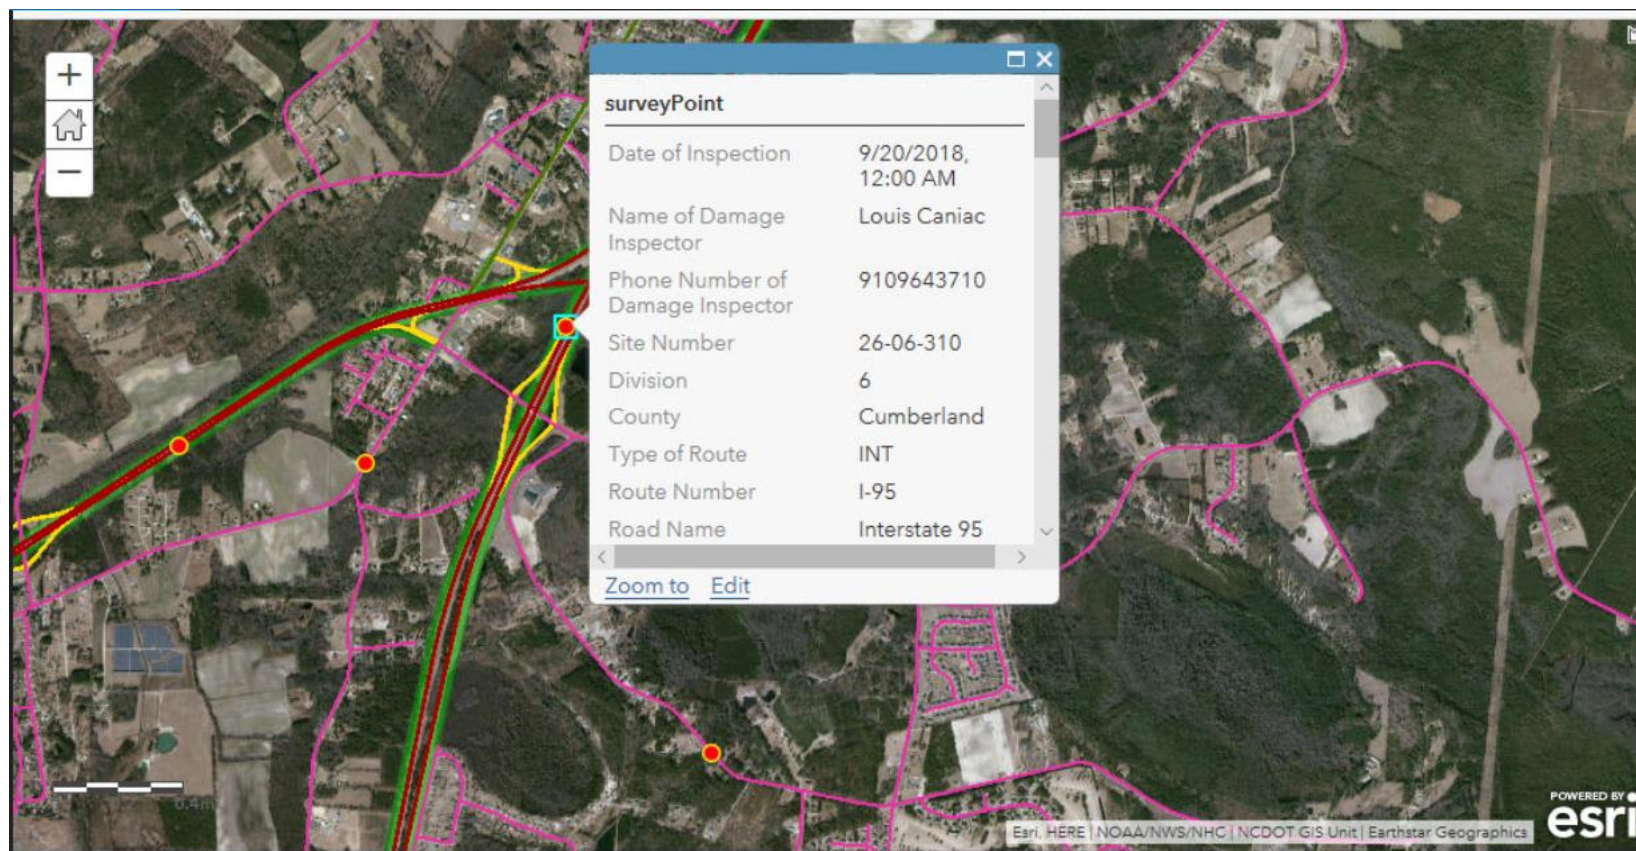 +
−
surveyPoint
Date of Inspection 9/20/2018,
12:00 AM
Name of Damage Louis Caniac
Inspector
Phone Number of 9109643710
Damage Inspector
Site Number 26-06-310
Division 6
County Cumberland
Type of Route INT
Route Number I-95
Road Name Interstate 95
Zoom to Edit
0.4mi
POWERED BY
esri
Esri, HERE | NOAA/NWS/NHC | NCDOT GIS Unit | Earthstar Geographics